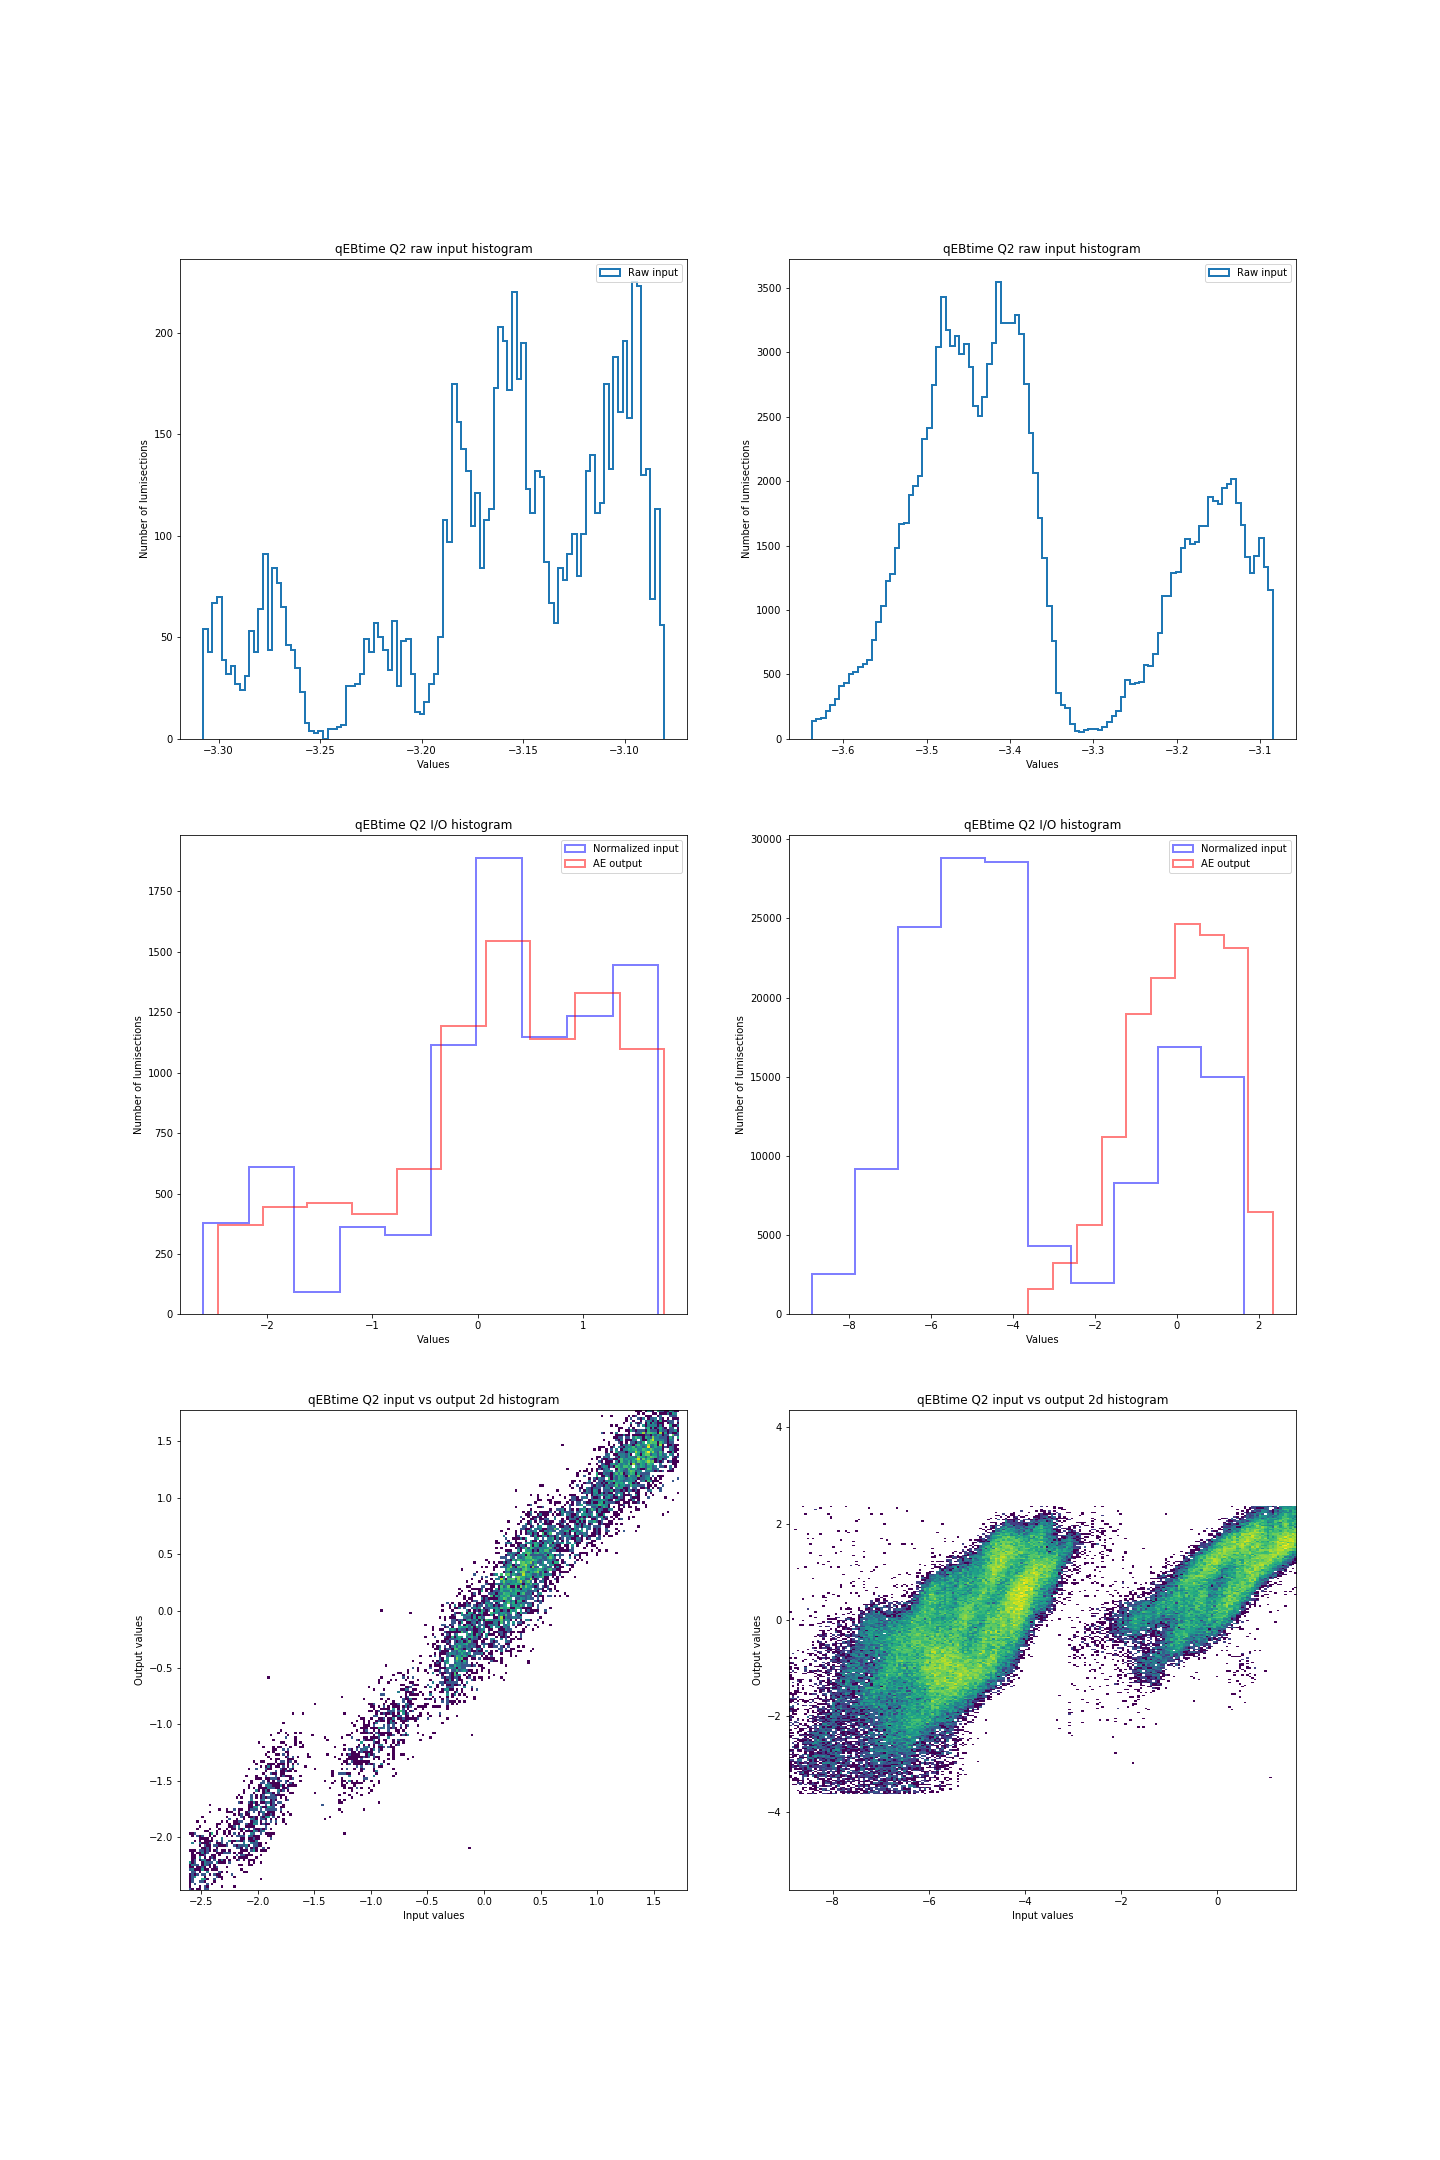 qEBtime Q2 raw input histogram
Raw input
200
150
100
50
0
Number of lumisections
−3.30 −3.25 −3.20 −3.15 −3.10
Values
qEBtime Q2 raw input histogram
Raw input
3500
3000
2500
2000
1500
1000
500
0
Number of lumisections
−3.6 −3.5 −3.4 −3.3 −3.2 −3.1
Values
qEBtime Q2 I/O histogram
Normalized input
AE output
1750
1500
1250
1000
750
500
250
0
Number of lumisections
−2 −1 0 1
Values
qEBtime Q2 I/O histogram
Normalized input
AE output
30000
25000
20000
15000
10000
5000
0
Number of lumisections
−8 −6 −4 −2 0 2
Values
qEBtime Q2 input vs output 2d histogram
1.5
1.0
0.5
0.0
−0.5
−1.0
−1.5
−2.0
Output values
−2.5 −2.0 −1.5 −1.0 −0.5 0.0 0.5 1.0 1.5
Input values
qEBtime Q2 input vs output 2d histogram
4
2
0
−2
−4
Output values
−8 −6 −4 −2 0
Input values